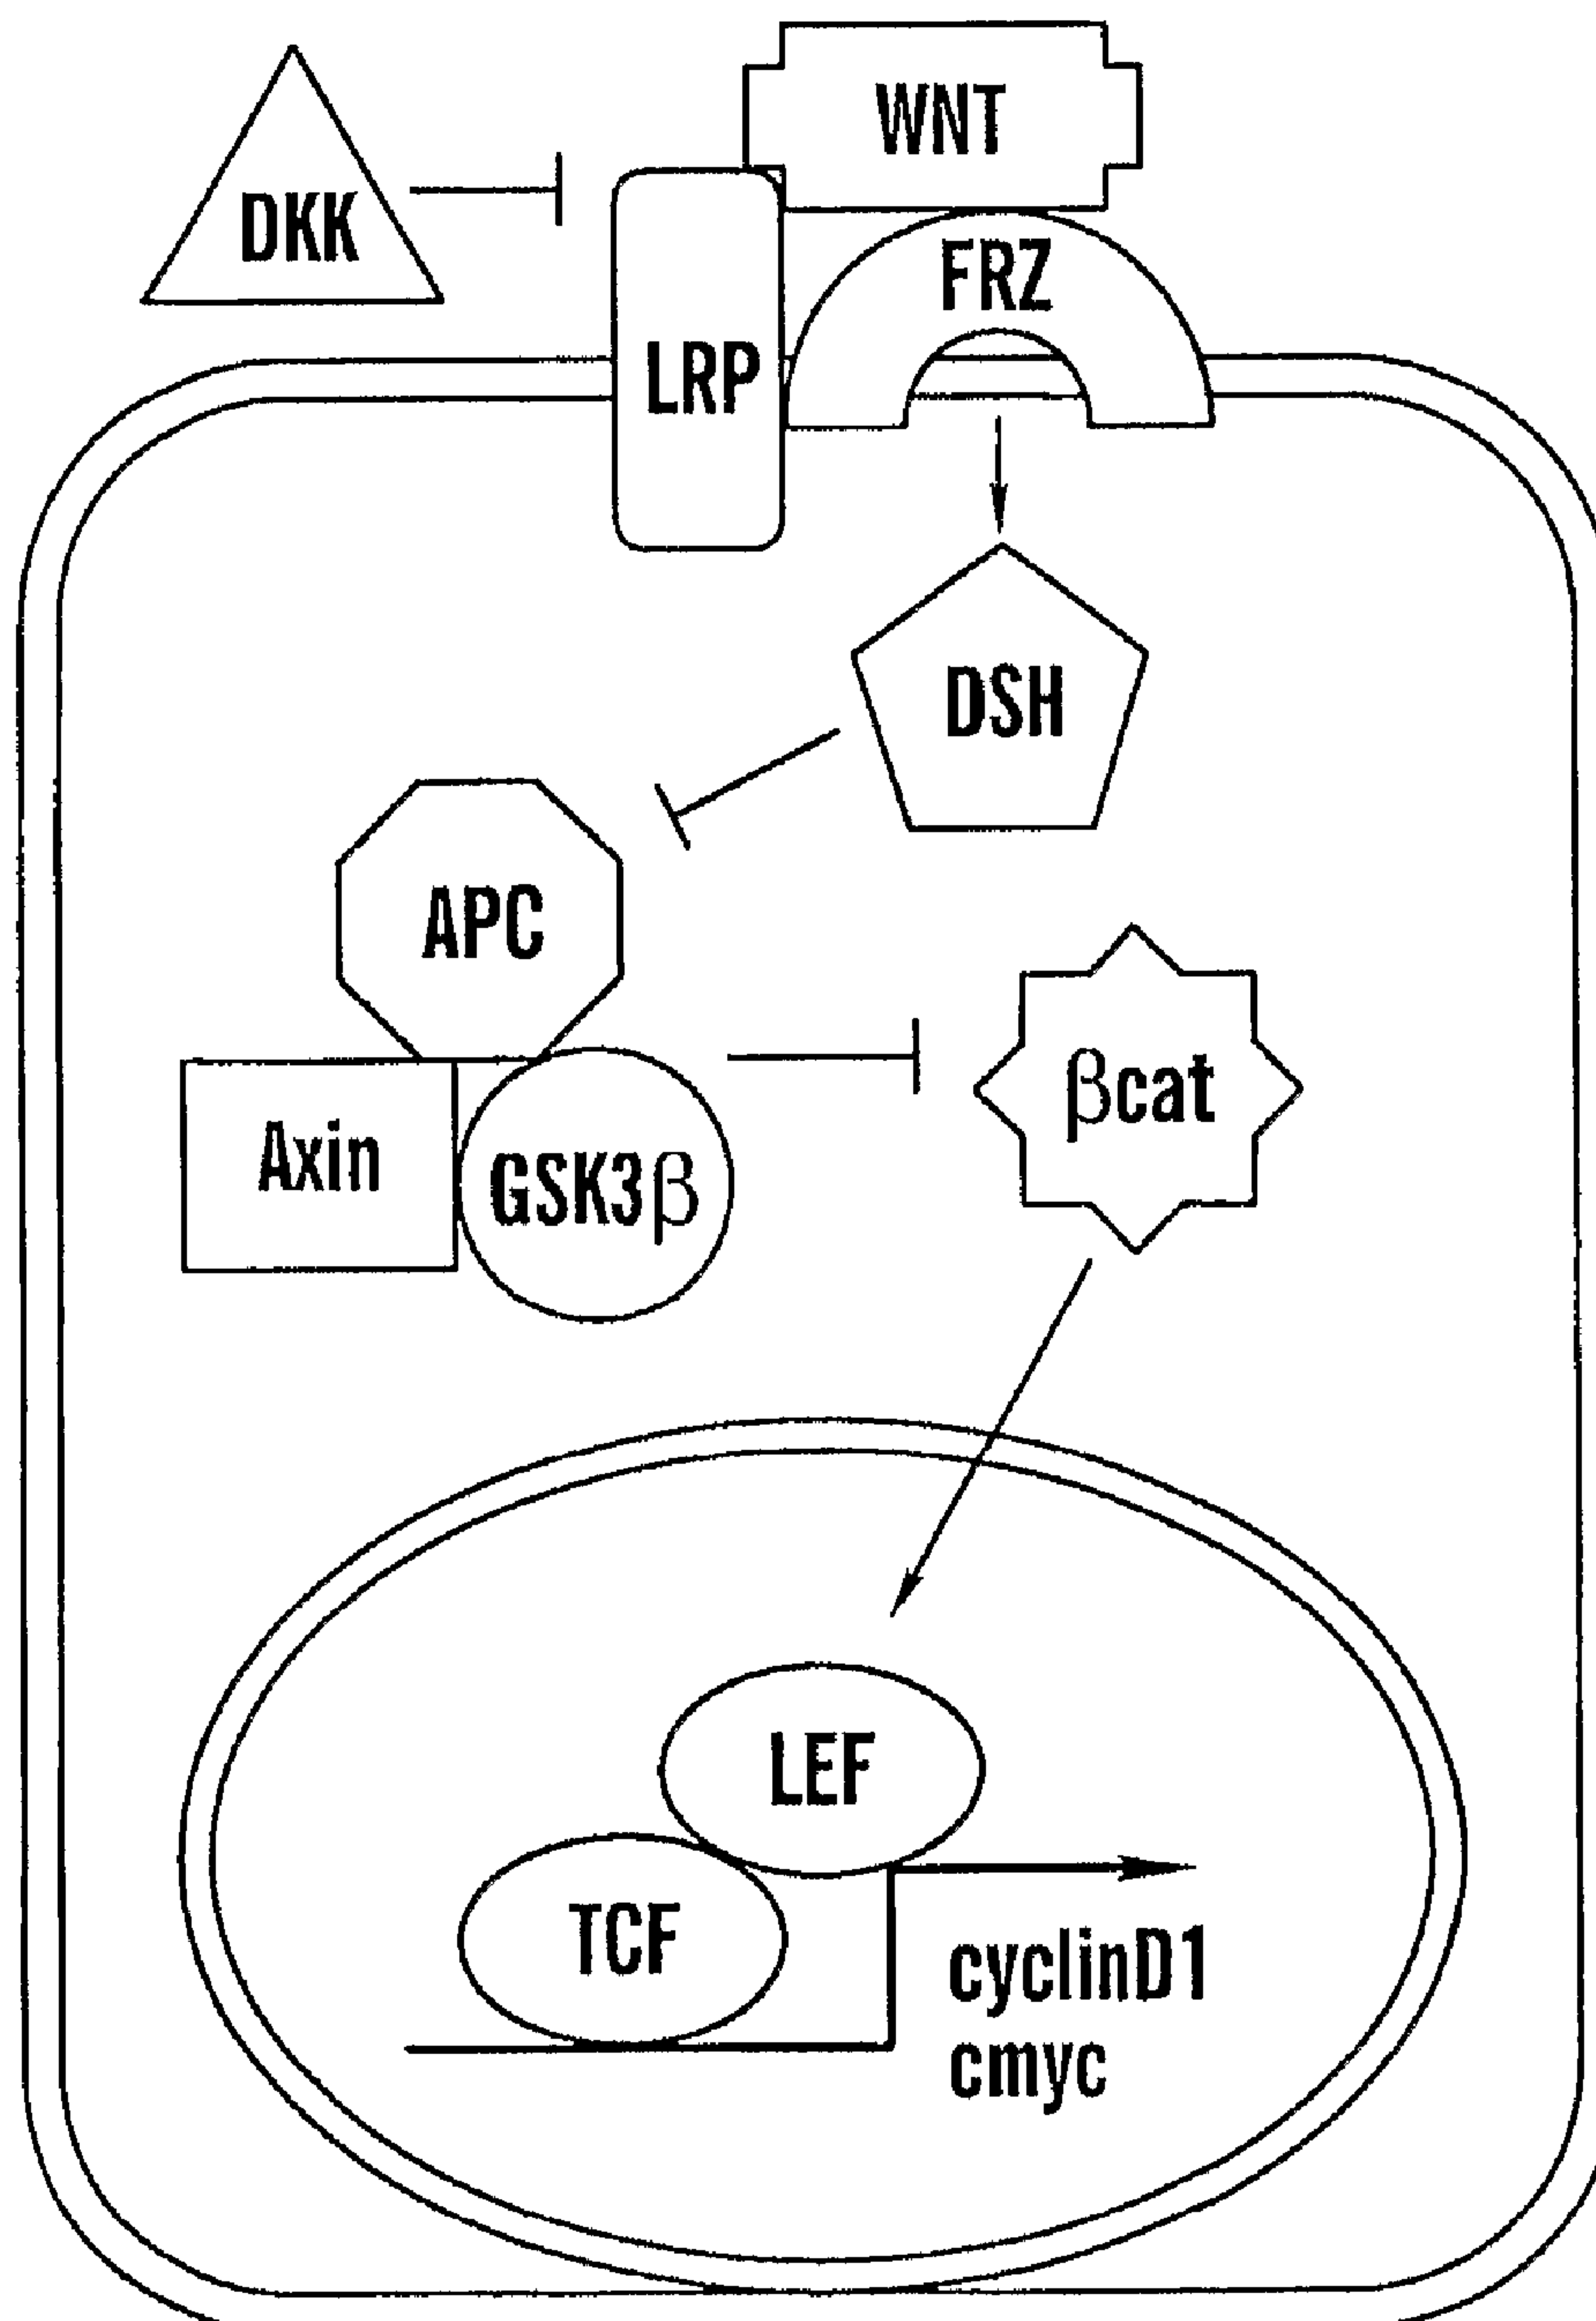 WNT
DKK
FRZ
LRP
DSH
APC
βcat
Axin
GSK3β
LEF
TCF
cyclinD1
cmyc